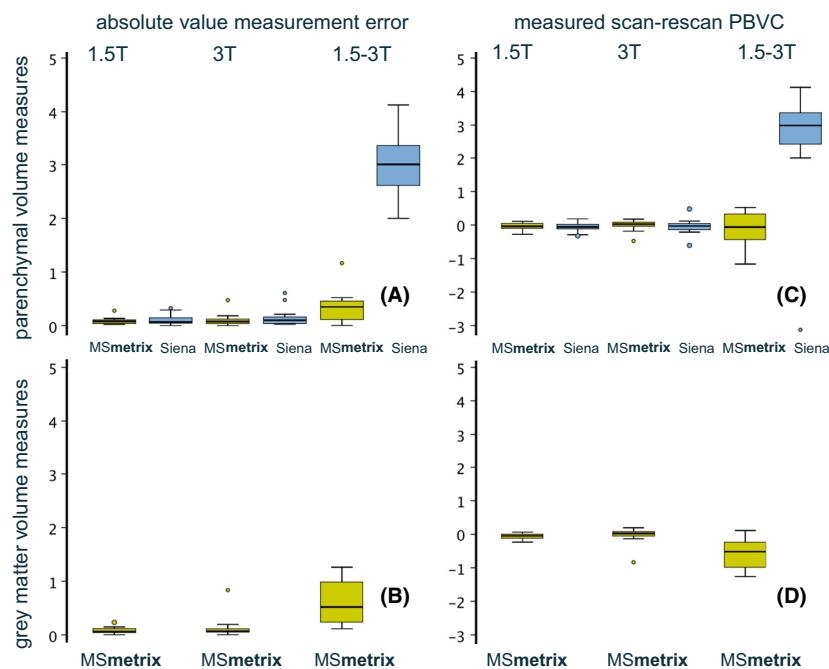 absolute value measurement error
measured scan-rescan PBVC
1.5T 3T 1.5-3T
1.5T 3T 1.5-3T
parenchymal volume measures
5
4
3
2
1
0
(A)
MSmetrix Siena MSmetrix Siena MSmetrix Siena
5
4
3
2
1
0
−1
−2
−3
(C)
MSmetrix Siena MSmetrix Siena MSmetrix Siena
grey matter volume measures
5
4
3
2
1
0
(B)
MSmetrix MSmetrix MSmetrix
5
4
3
2
1
0
−1
−2
−3
(D)
MSmetrix MSmetrix MSmetrix